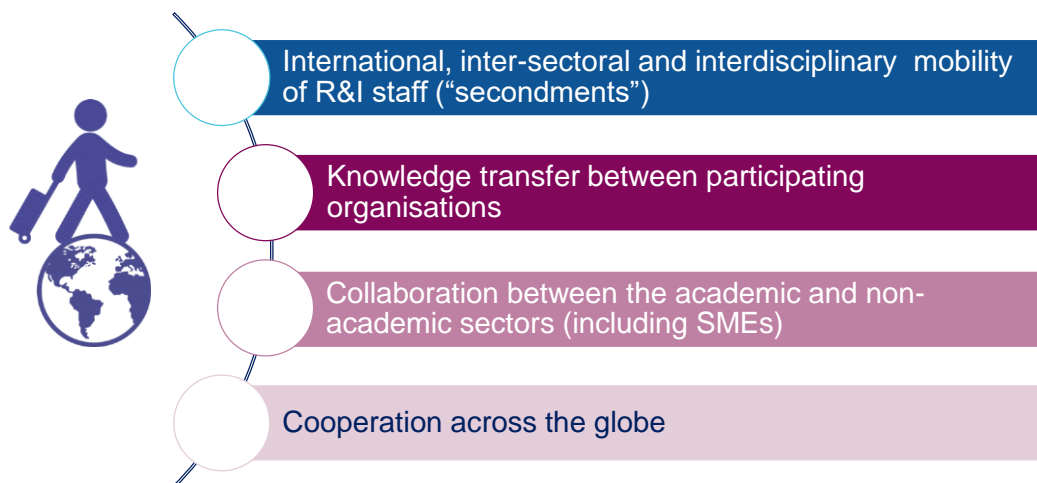 International, inter-sectoral and interdisciplinary  mobility
of R&I staff (“secondments”)
Knowledge transfer between participating
organisations
Collaboration between the academic and non-
academic sectors (including SMEs)
Cooperation across the globe